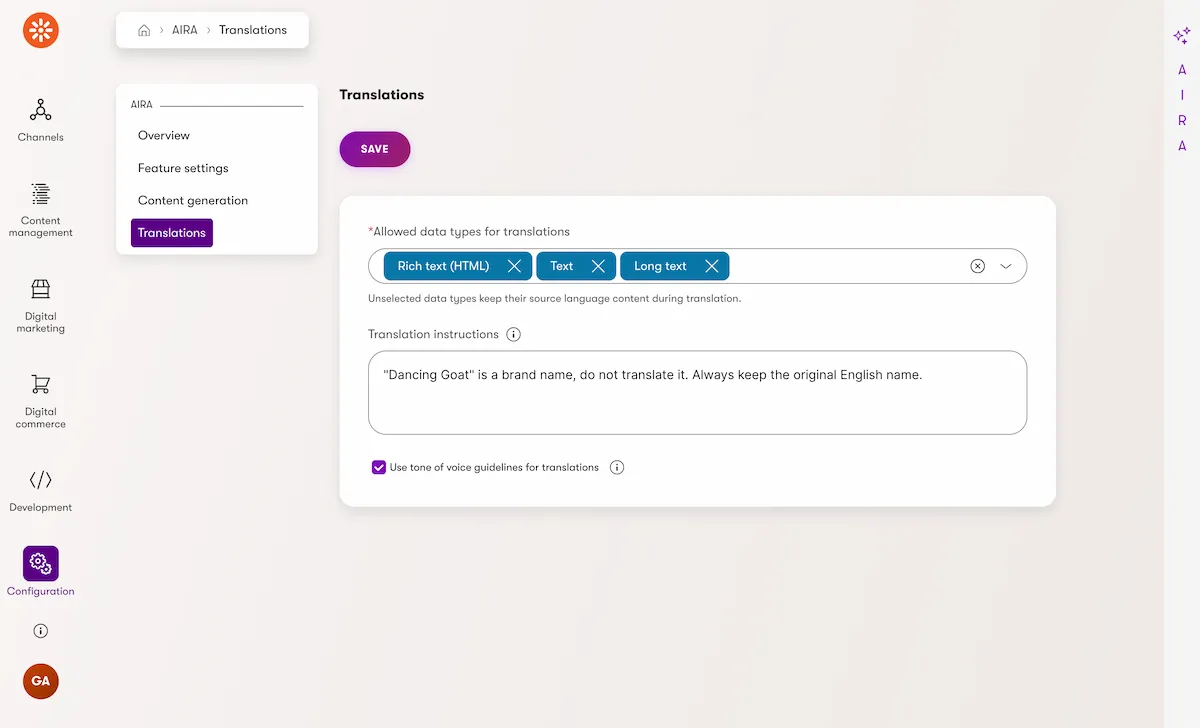 AIRA
Translations
A
I
R
A
Channels
Content
management
Digital
marketing
Digital
commerce
Development
Configuration
GA
AIRA
Overview
Feature settings
Content generation
Translations
Translations
SAVE
*Allowed data types for translations
Rich text (HTML)
Text
Long text
Unselected data types keep their source language content during translation.
Translation instructions
"Dancing Goat" is a brand name, do not translate it. Always keep the original English name.
Use tone of voice guidelines for translations